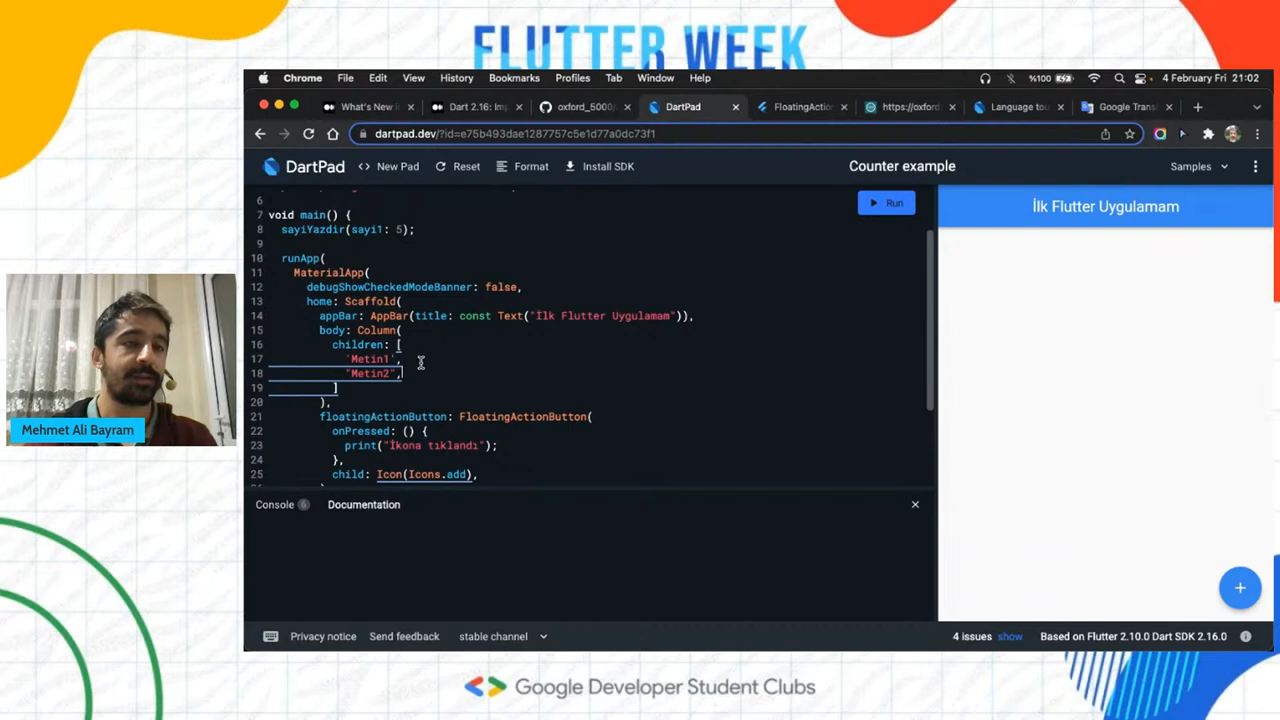 FLUTTER WEEK
Chrome File Edit View History Bookmarks Profiles Tab Window Help %100 4 February Fri 21:02
What's New i Dart 2.16: Imp oxford_5000/ DartPad FloatingActio https://oxford. Language tou Google Trans
dartpad.dev/?id=e75b493dae1287757c5e1d77a0dc73f1
DartPad <> New Pad Reset Format Install SDK Counter example Samples
Run
İlk Flutter Uygulamam
6
7 void main() {
8 sayiYazdir(sayi1: 5);
9
10 runApp(
11 MaterialApp(
12 debugShowCheckedModeBanner: false,
13 home: Scaffold(
14 appBar: AppBar(title: const Text("İlk Flutter Uygulamam")),
15 body: Column(
16 children: [
17 'Metin1',
18 "Metin2",
19 ]
20 ),
21 floatingActionButton: FloatingActionButton(
22 onPressed: () {
23 print("İkona tıklandı");
24 },
25 child: Icon(Icons.add),
Mehmet Ali Bayram
Console 6 Documentation
Privacy notice Send feedback stable channel 4 issues show Based on Flutter 2.10.0 Dart SDK 2.16.0
Google Developer Student Clubs